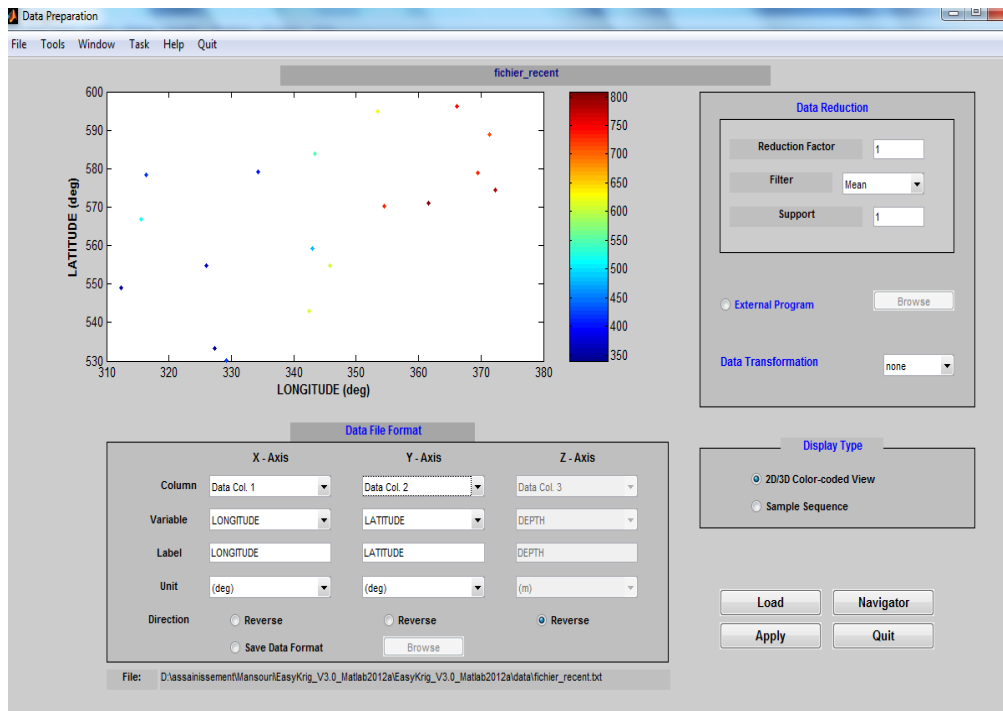 Data Preparation
File Tools Window Task Help Quit
fichier_recent
600
590
580
570
560
550
540
530
LATITUDE (deg)
310 320 330 340 350 360 370 380
LONGITUDE (deg)
800
750
700
650
600
550
500
450
400
350
Data Reduction
Reduction Factor 1
Filter Mean
Support 1
External Program Browse
Data Transformation none
Data File Format
X - Axis Y - Axis Z - Axis
Column Data Col. 1 Data Col. 2 Data Col. 3
Variable LONGITUDE LATITUDE DEPTH
Label LONGITUDE LATITUDE DEPTH
Unit (deg) (deg) (m)
Direction Reverse Reverse Reverse
Save Data Format Browse
Display Type
2D/3D Color-coded View
Sample Sequence
Load Navigator
Apply Quit
File: D:\assainissement\Mansouri\EasyKrig_V3.0_Matlab2012a\EasyKrig_V3.0_Matlab2012a\data\fichier_recent.txt